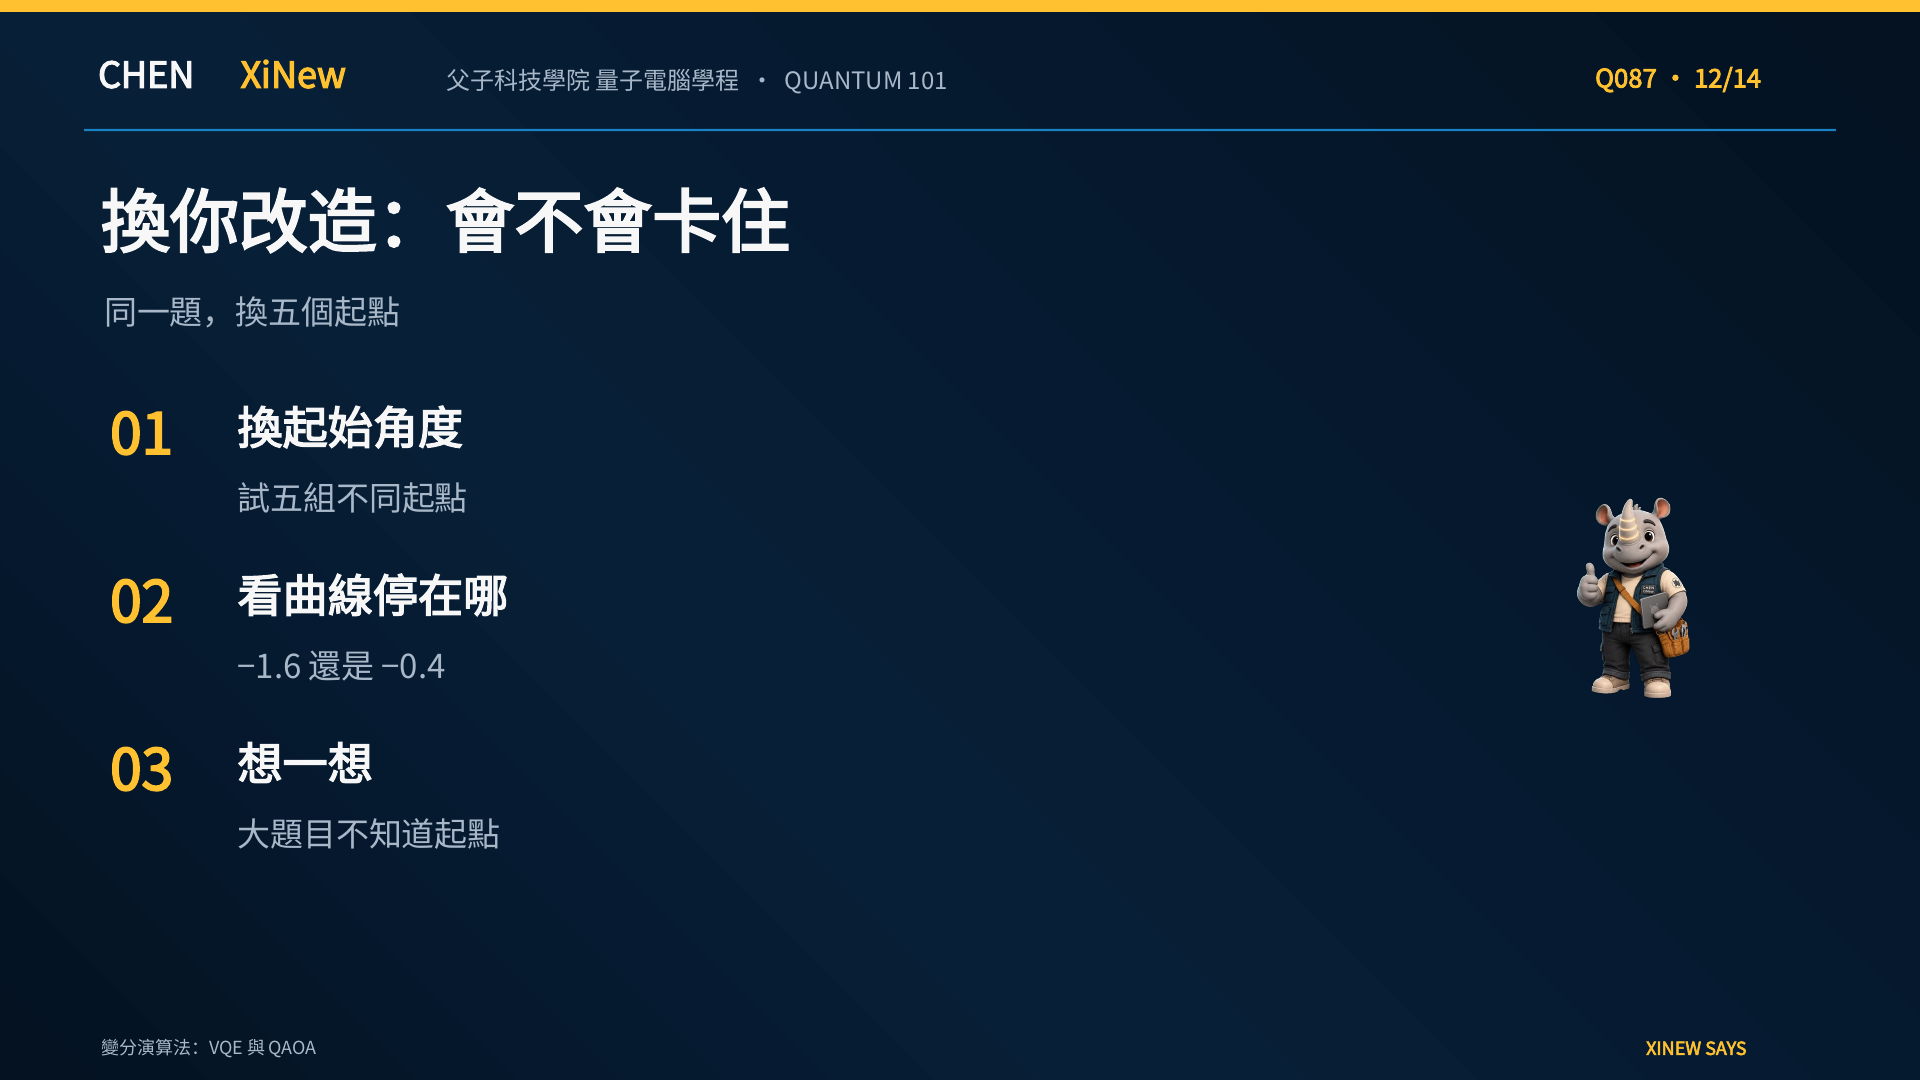 CHEN XiNew 父子科技學院 量子電腦學程 · QUANTUM 101 Q087 · 12/14
換你改造：會不會卡住
同一題，換五個起點
01 換起始角度
試五組不同起點
02 看曲線停在哪
−1.6 還是 −0.4
03 想一想
大題目不知道起點
變分演算法：VQE 與 QAOA XINEW SAYS